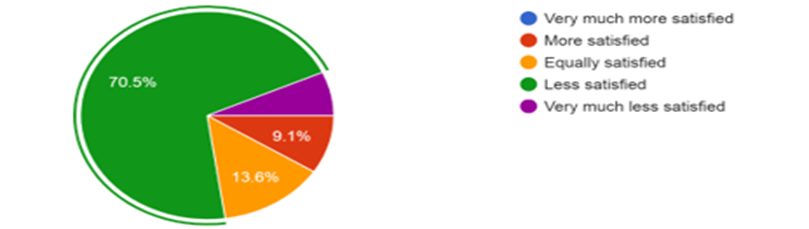 70.5%
9.1%
13.6%
Very much more satisfied
More satisfied
Equally satisfied
Less satisfied
Very much less satisfied